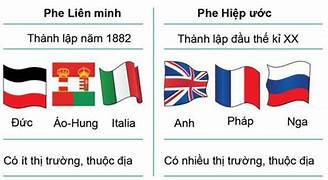 Phe Liên minh
Phe Hiệp ước
Thành lập năm 1882
Thành lập đầu thế kỉ XX
Đức
Áo-Hung
Italia
Anh
Pháp
Nga
Có ít thị trường, thuộc địa
Có nhiều thị trường, thuộc địa